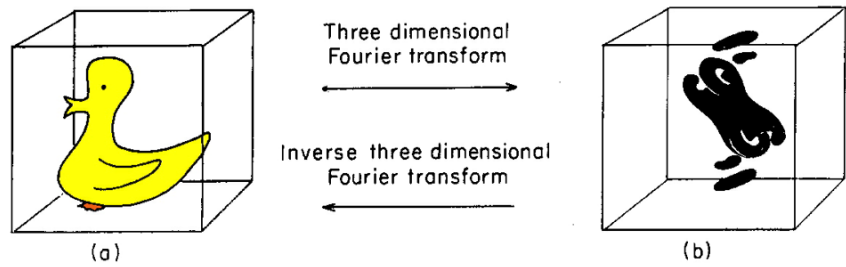 Three dimensional
Fourier transform
Inverse three dimensional
Fourier transform
(a)
(b)